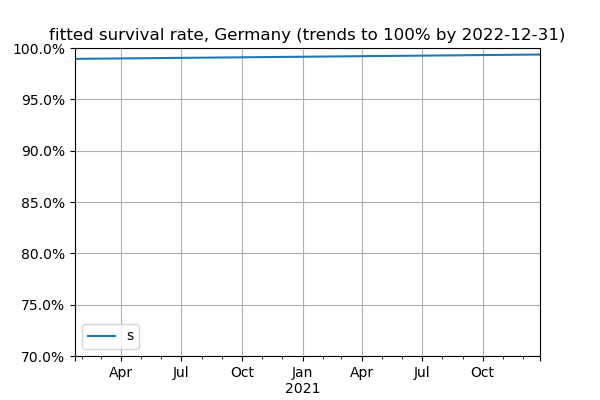 fitted survival rate, Germany (trends to 100% by 2022-12-31)
100.0%
95.0%
90.0%
85.0%
80.0%
75.0%
70.0%
s
Apr Jul Oct Jan Apr Jul Oct
2021